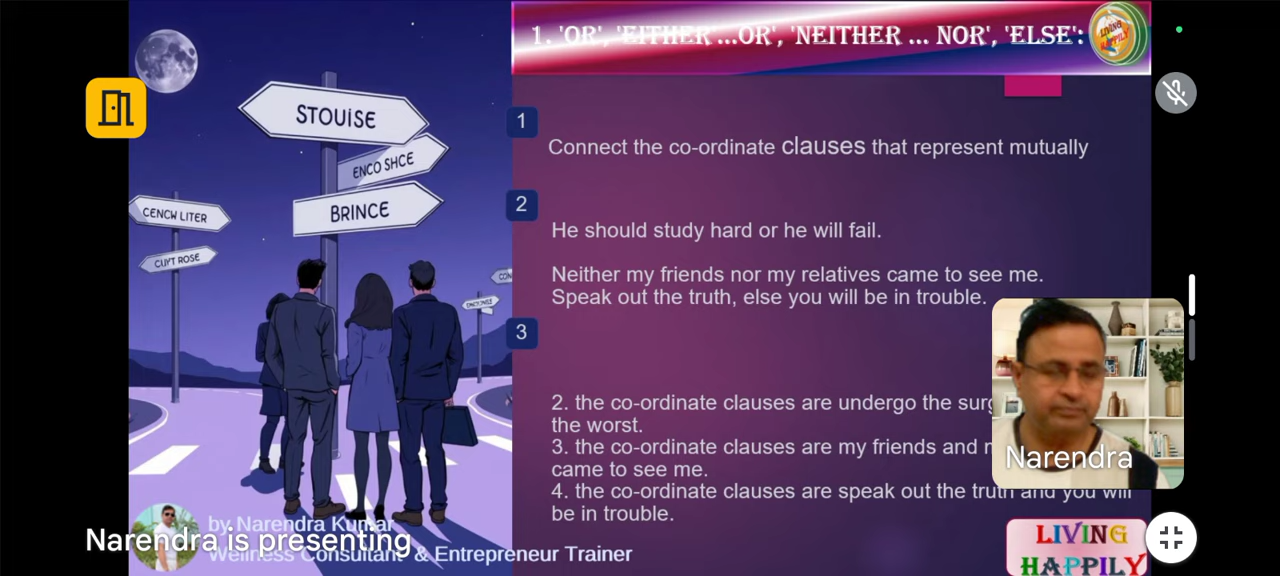 1. 'OR', 'EITHER ...OR', 'NEITHER ... NOR', 'ELSE':
LIVING
HAPPILY
STOUISE
ENCO SHCE
BRINCE
CENCW LITER
CUYT ROSE
1
Connect the co-ordinate clauses that represent mutually
2
He should study hard or he will fail.
Neither my friends nor my relatives came to see me.
Speak out the truth, else you will be in trouble.
3
2. the co-ordinate clauses are undergo the
the worst.
3. the co-ordinate clauses are my friends and
came to see me.
4. the co-ordinate clauses are speak out the truth and you will
be in trouble.
Narendra
by Narendra Kumar
Narendra is presenting
Wellness Consultant & Entrepreneur Trainer
LIVING
HAPPILY